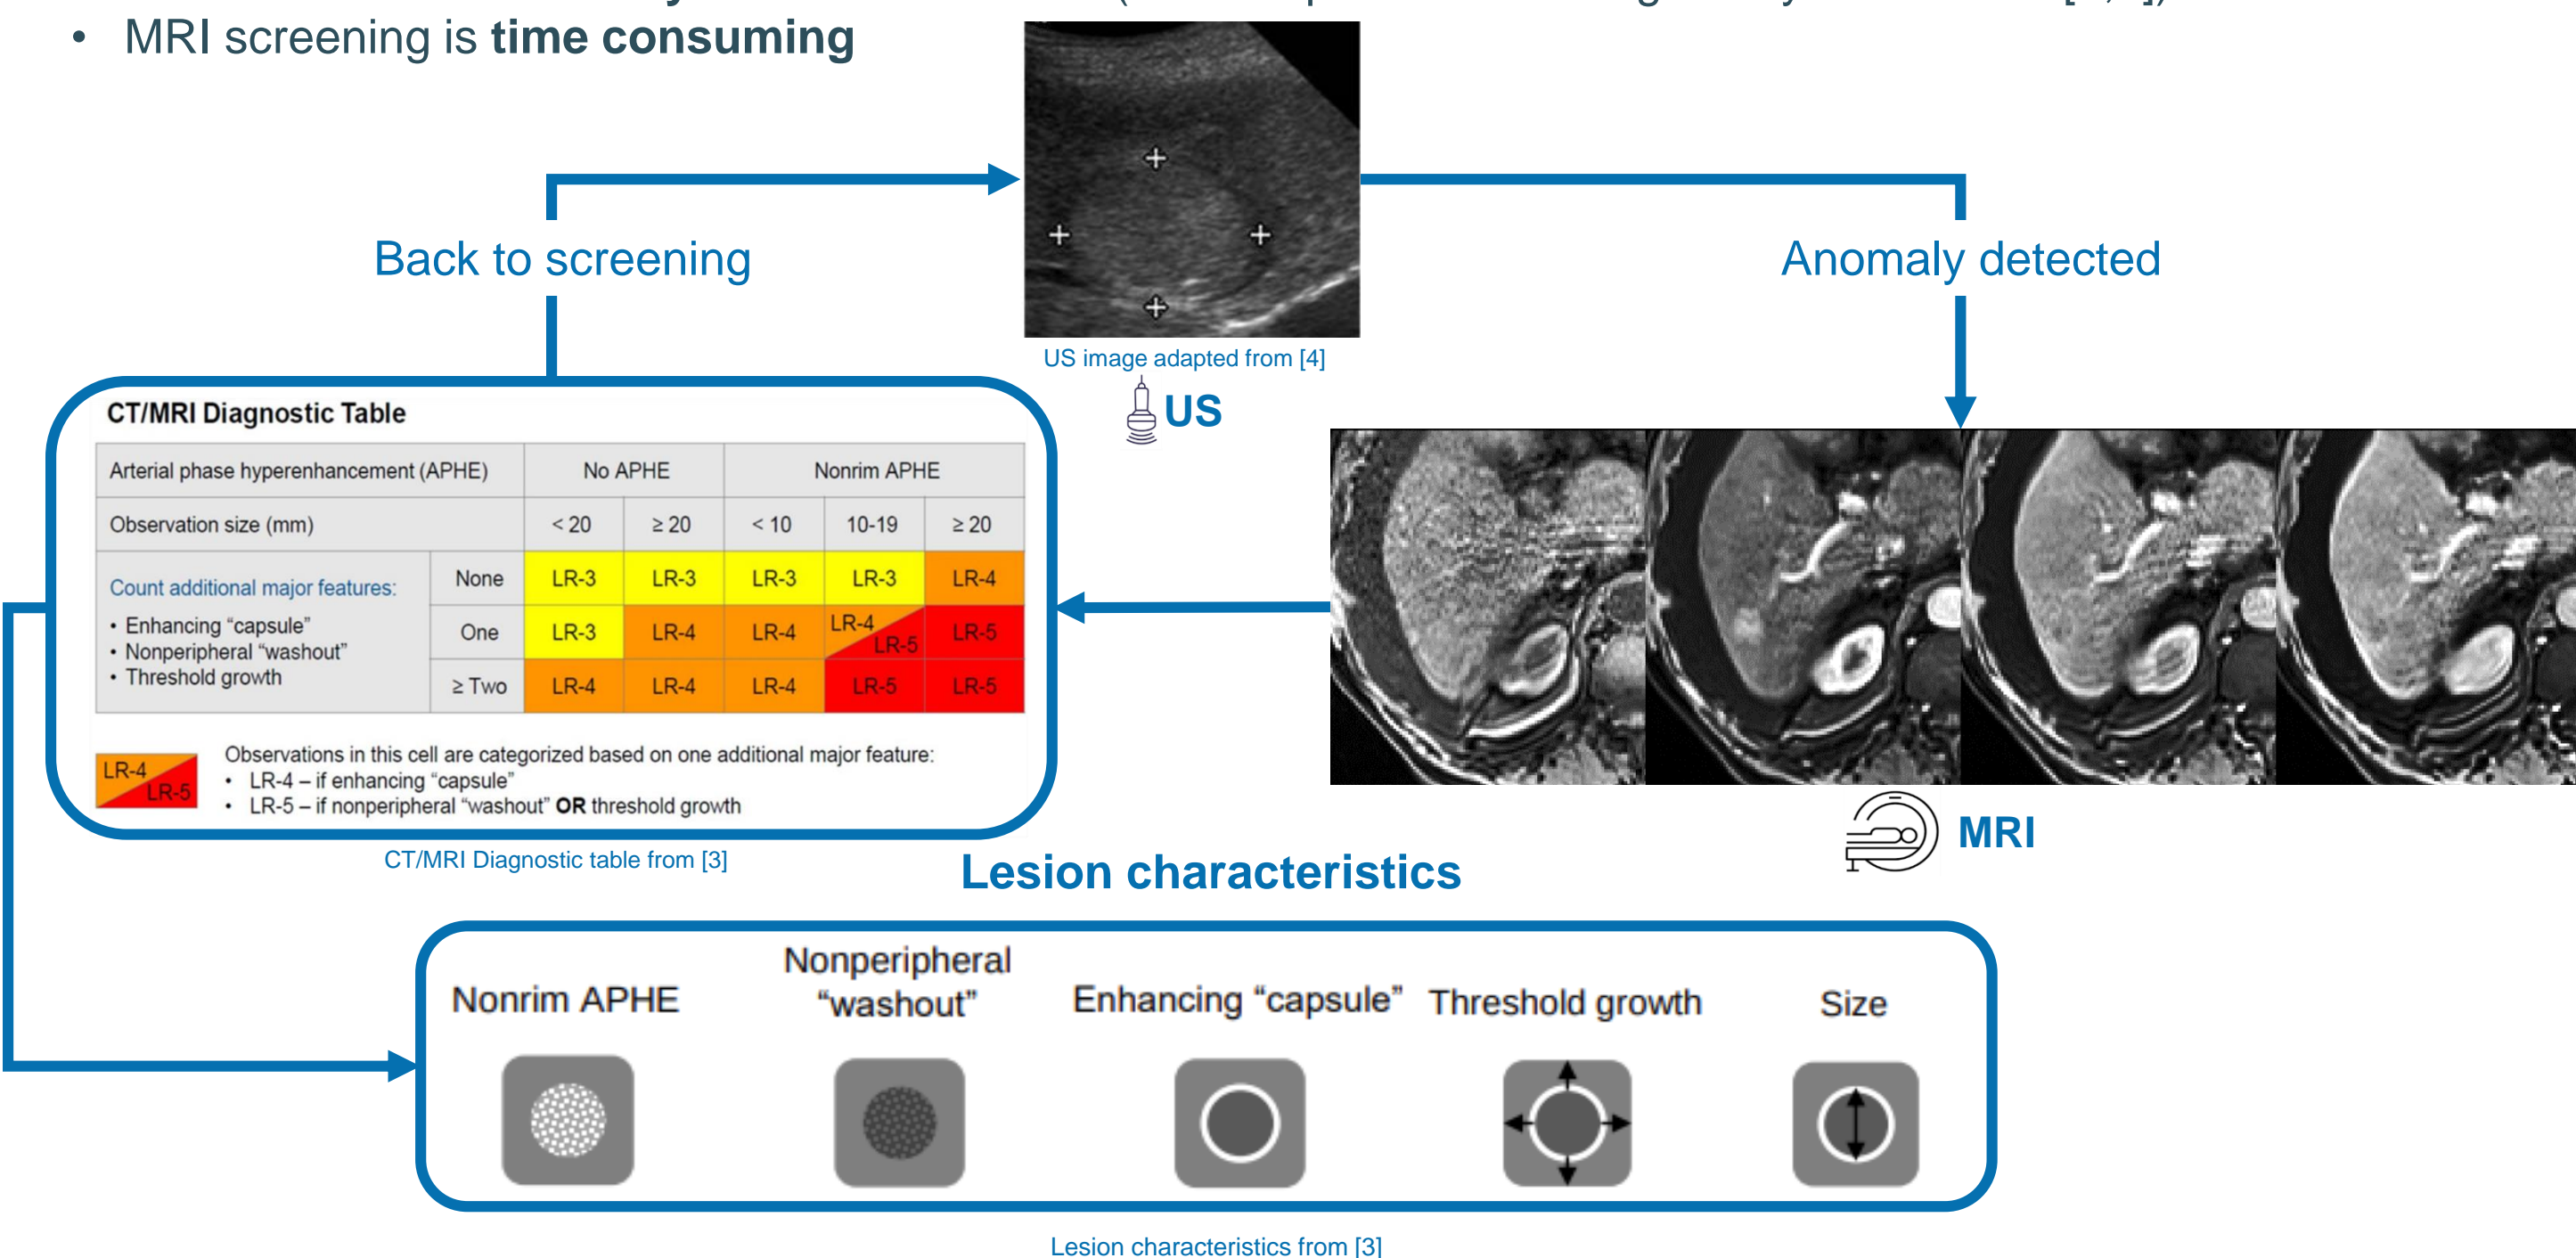 • MRI screening is time consuming
Back to screening
Anomaly detected
US image adapted from [4]
US
CT/MRI Diagnostic Table
Arterial phase hyperenhancement (APHE) No APHE Nonrim APHE
Observation size (mm) < 20 ≥ 20 < 10 10-19 ≥ 20
Count additional major features:
• Enhancing “capsule”
• Nonperipheral “washout”
• Threshold growth
None LR-3 LR-3 LR-3 LR-3 LR-4
One LR-3 LR-4 LR-4 LR-4 LR-5 LR-5
≥ Two LR-4 LR-4 LR-4 LR-5 LR-5
LR-4
LR-5
Observations in this cell are categorized based on one additional major feature:
• LR-4 – if enhancing “capsule”
• LR-5 – if nonperipheral “washout” OR threshold growth
CT/MRI Diagnostic table from [3]
MRI
Lesion characteristics
Nonrim APHE
Nonperipheral
“washout”
Enhancing “capsule”
Threshold growth
Size
Lesion characteristics from [3]